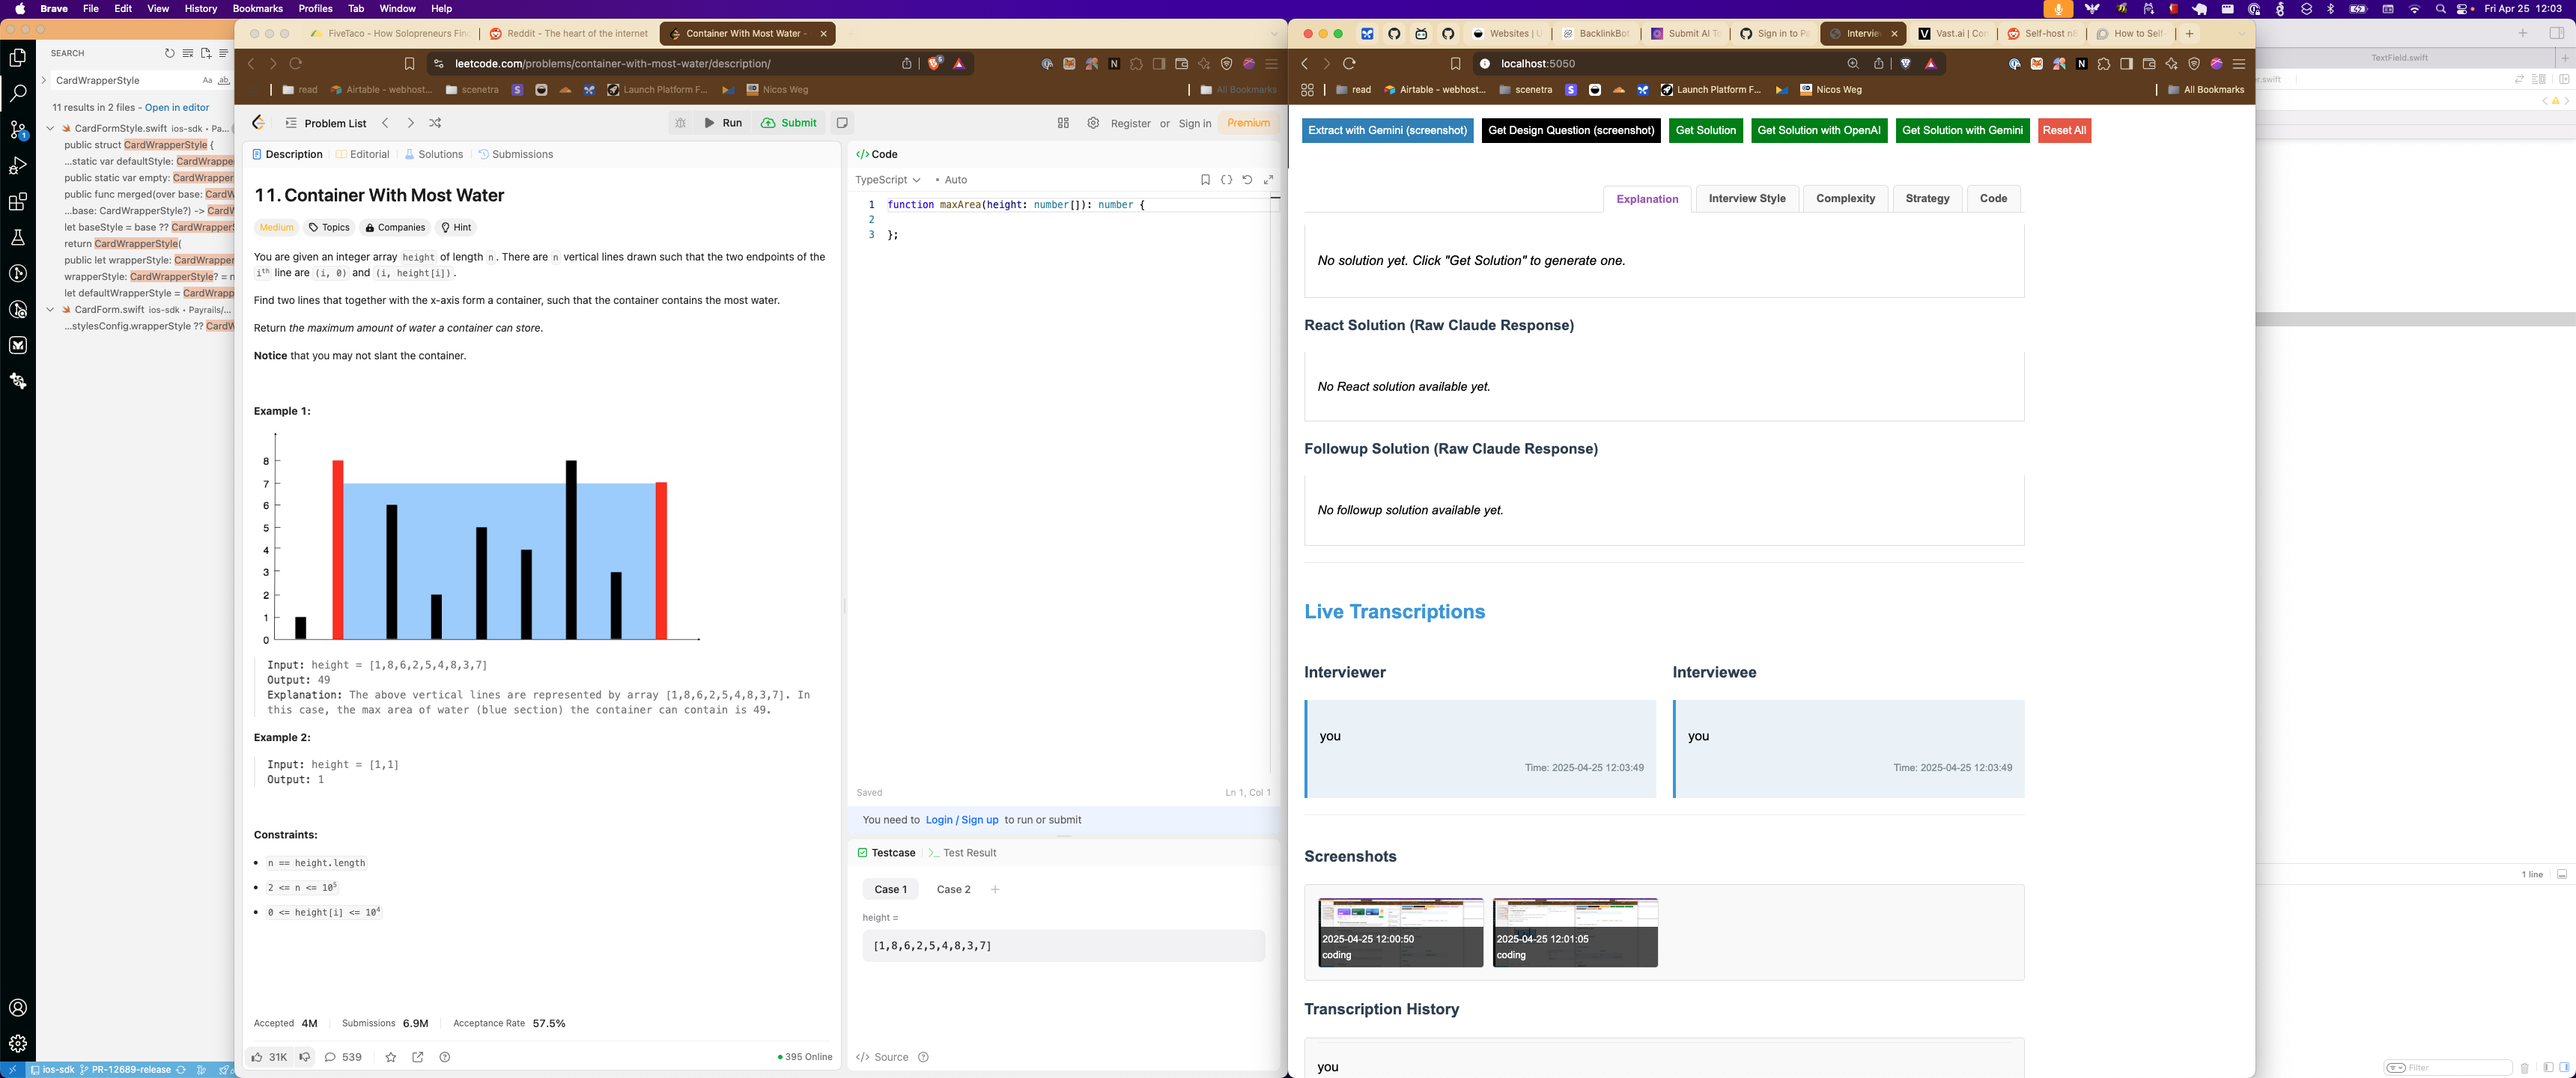 Brave File Edit View History Bookmarks Profiles Tab Window Help
Fri Apr 25 12:03
SEARCH
CardWrapperStyle
11 results in 2 files - Open in editor
CardFormStyle.swift ios-sdk • Pa...
public struct CardWrapperStyle {
...static var defaultStyle: CardWrapper
public static var empty: CardWrapper
public func merged(over base: CardW
...base: CardWrapperStyle?) -> CardW
let baseStyle = base ?? CardWrapperS
return CardWrapperStyle(
public let wrapperStyle: CardWrapper
wrapperStyle: CardWrapperStyle? = n
let defaultWrapperStyle = CardWrapp
CardForm.swift ios-sdk • Payrails/...
...stylesConfig.wrapperStyle ?? CardW
ios-sdk PR-12689-release
FiveTaco - How Solopreneurs Fin
Reddit - The heart of the internet
Container With Most Water -
leetcode.com/problems/container-with-most-water/description/
read Airtable - webhost... scenetra Launch Platform F... Nicos Weg All Bookmarks
Problem List Run Submit Register or Sign in Premium
Description Editorial Solutions Submissions
11. Container With Most Water
Medium Topics Companies Hint
You are given an integer array height of length n. There are n vertical lines drawn such that the two endpoints of the
ith line are (i, 0) and (i, height[i]).
Find two lines that together with the x-axis form a container, such that the container contains the most water.
Return the maximum amount of water a container can store.
Notice that you may not slant the container.
Example 1:
8
7
6
5
4
3
2
1
0
Input: height = [1,8,6,2,5,4,8,3,7]
Output: 49
Explanation: The above vertical lines are represented by array [1,8,6,2,5,4,8,3,7]. In
this case, the max area of water (blue section) the container can contain is 49.
Example 2:
Input: height = [1,1]
Output: 1
Constraints:
• n == height.length
• 2 <= n <= 10^5
• 0 <= height[i] <= 10^4
Accepted 4M Submissions 6.9M Acceptance Rate 57.5%
31K 539 395 Online
Code
TypeScript • Auto
1 function maxArea(height: number[]): number {
2
3 };
Saved Ln 1, Col 1
You need to Login / Sign up to run or submit
Testcase Test Result
Case 1 Case 2 +
height =
[1,8,6,2,5,4,8,3,7]
Source
Websites | U BacklinkBot Submit AI To Sign in to Pa Intervie Vast.ai | Con Self-host n8 How to Self-
localhost:5050
read Airtable - webhost... scenetra Launch Platform F... Nicos Weg All Bookmarks
Extract with Gemini (screenshot) Get Design Question (screenshot) Get Solution Get Solution with OpenAI Get Solution with Gemini Reset All
Explanation Interview Style Complexity Strategy Code
No solution yet. Click "Get Solution" to generate one.
React Solution (Raw Claude Response)
No React solution available yet.
Followup Solution (Raw Claude Response)
No followup solution available yet.
Live Transcriptions
Interviewer Interviewee
you you
Time: 2025-04-25 12:03:49 Time: 2025-04-25 12:03:49
Screenshots
2025-04-25 12:00:50 2025-04-25 12:01:05
coding coding
Transcription History
you
TextField.swift
1 line
Filter